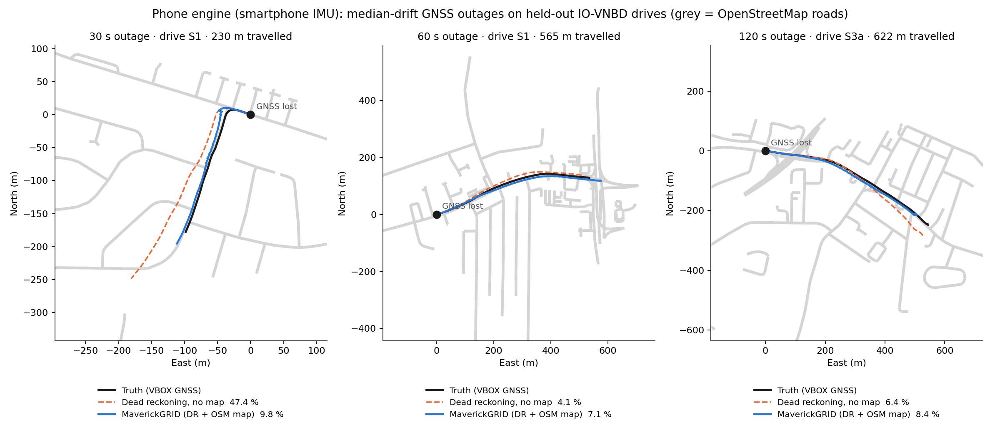 Phone engine (smartphone IMU): median-drift GNSS outages on held-out IO-VNBD drives (grey = OpenStreetMap roads)
30 s outage · drive S1 · 230 m travelled
100
50
0
−50
−100
−150
−200
−250
−300
North (m)
GNSS lost
−250 −200 −150 −100 −50 0 50 100
East (m)
Truth (VBOX GNSS)
Dead reckoning, no map 47.4 %
MaverickGRID (DR + OSM map) 9.8 %
60 s outage · drive S1 · 565 m travelled
400
200
0
−200
−400
North (m)
GNSS lost
0 200 400 600
East (m)
Truth (VBOX GNSS)
Dead reckoning, no map 4.1 %
MaverickGRID (DR + OSM map) 7.1 %
120 s outage · drive S3a · 622 m travelled
200
0
−200
−400
−600
North (m)
GNSS lost
0 200 400 600
East (m)
Truth (VBOX GNSS)
Dead reckoning, no map 6.4 %
MaverickGRID (DR + OSM map) 8.4 %